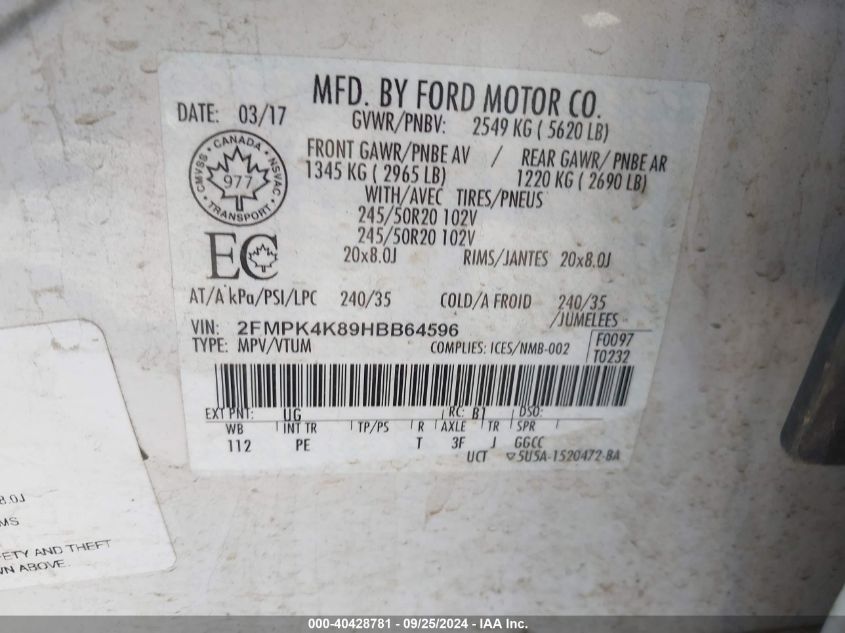 MFD. BY FORD MOTOR CO.
DATE: 03/17
GVWR/PNBV: 2549 KG ( 5620 LB)
FRONT GAWR/PNBE AV / REAR GAWR/ PNBE AR
1345 KG ( 2965 LB) 1220 KG ( 2690 LB)
WITH/AVEC TIRES/PNEUS
245/50R20 102V
245/50R20 102V
20x8.0J RIMS/JANTES 20x8.0J
CANADA
CMVSS NSVAC
977
TRANSPORT
EC
AT/A kPa/PSI/LPC 240/35 COLD/A FROID 240/35
/JUMELEES
VIN: 2FMPK4K89HBB64596
TYPE: MPV/VTUM COMPLIES: ICES/NMB-002
F0097
T0232
EXT PNT: UG RC: B1 DSO:
WB INT TR TP/PS R AXLE TR SPR
112 PE T 3F J GGCC
UCT 5U5A-1520472-BA
8.0J
MS
ETY AND THEFT
WN ABOVE.
000-40428781 - 09/25/2024 - IAA Inc.